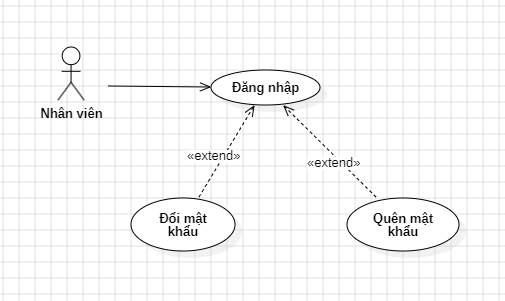 Đăng nhập
Nhân viên
«extend»
«extend»
Đổi mật
khẩu
Quên mật
khẩu